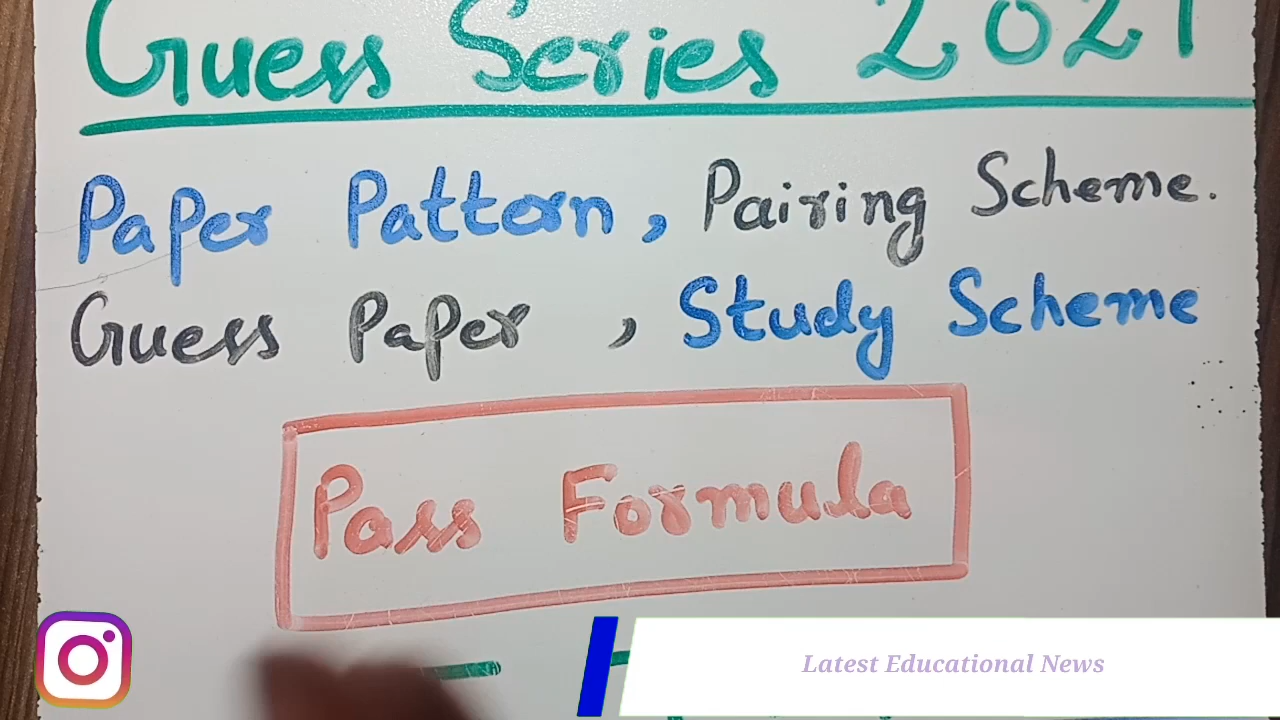 Guess Series 2021
Paper Pattern, Pairing Scheme.
Guess Paper , Study Scheme
Pass Formula
Latest Educational News